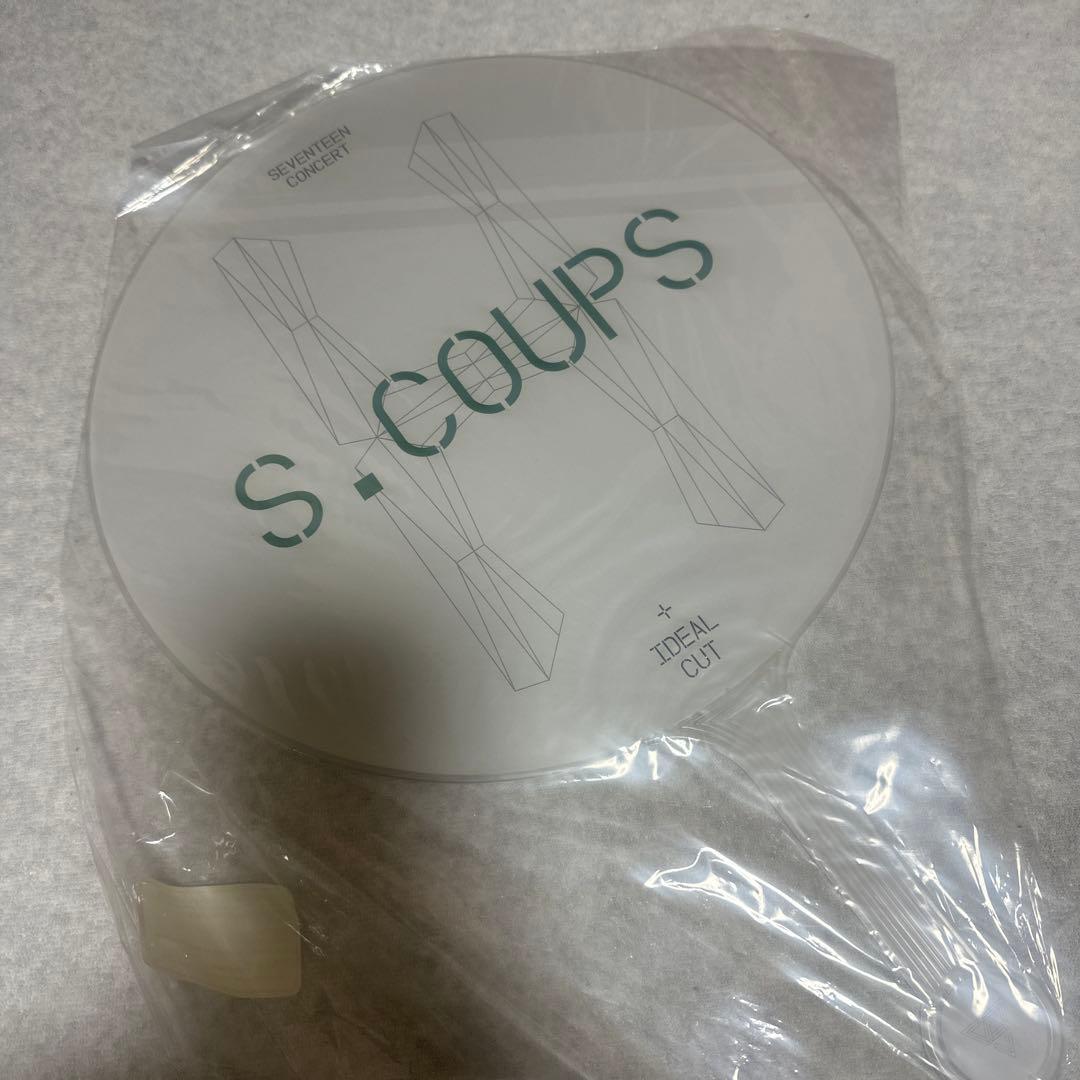 SEVENTEEN
CONCERT
S.COUPS
IDEAL
CUT